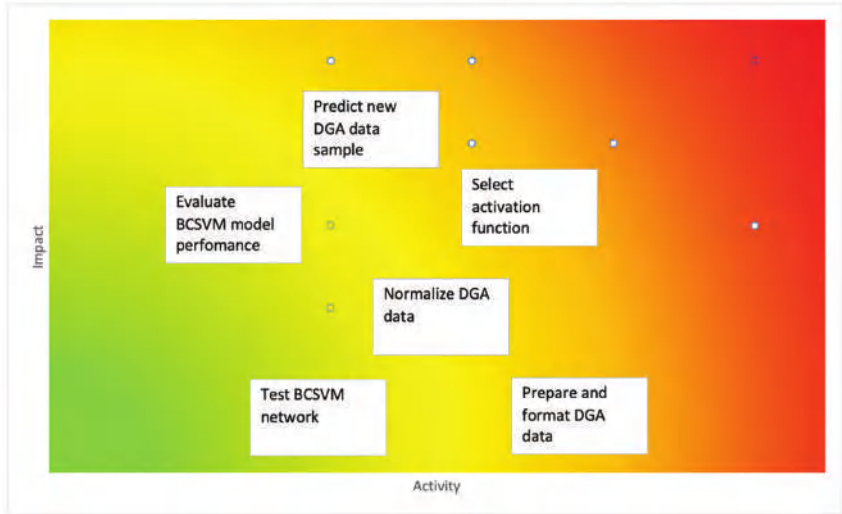 Predict new
DGA data
sample
Evaluate
BCSVM model
perfomance
Select
activation
function
Impact
Normalize DGA
data
Test BCSVM
network
Prepare and
format DGA
data
Activity